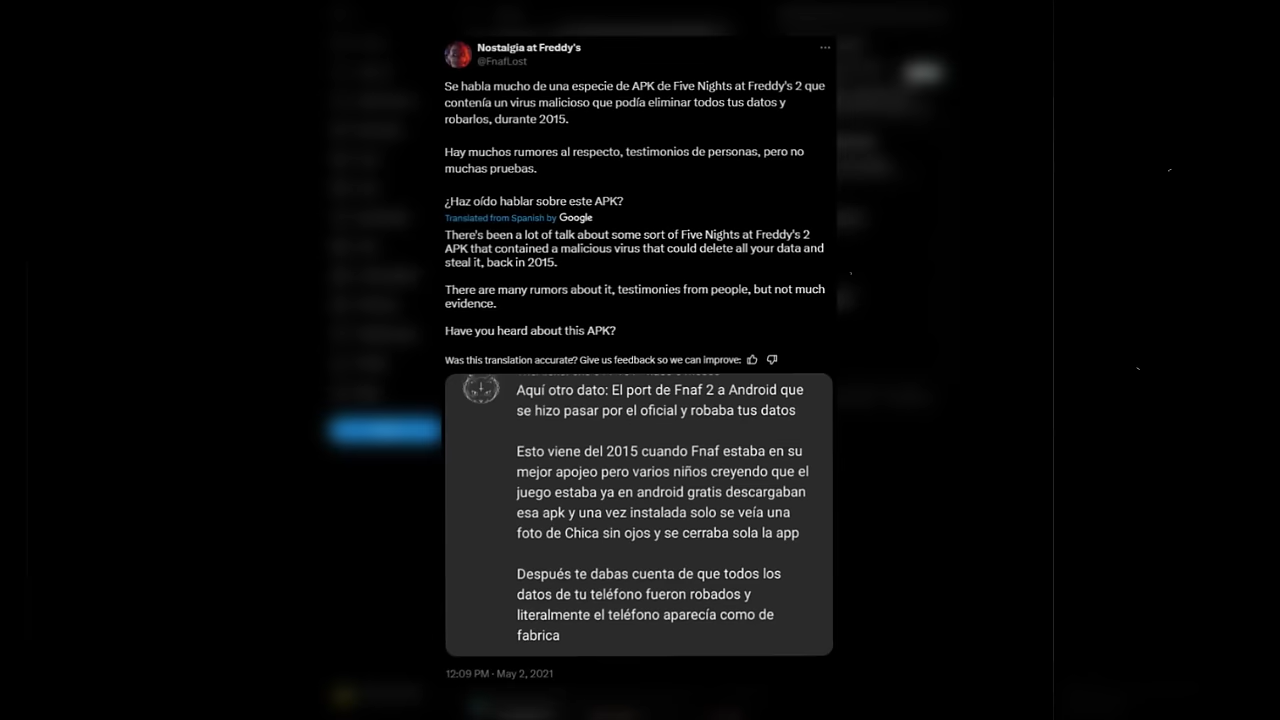 Nostalgia at Freddy's
@FnafLost
Se habla mucho de una especie de APK de Five Nights at Freddy's 2 que
contenía un virus malicioso que podía eliminar todos tus datos y
robarlos, durante 2015.
Hay muchos rumores al respecto, testimonios de personas, pero no
muchas pruebas.
¿Haz oído hablar sobre este APK?
Translated from Spanish by Google
There's been a lot of talk about some sort of Five Nights at Freddy's 2
APK that contained a malicious virus that could delete all your data and
steal it, back in 2015.
There are many rumors about it, testimonies from people, but not much
evidence.
Have you heard about this APK?
Was this translation accurate? Give us feedback so we can improve:
Aquí otro dato: El port de Fnaf 2 a Android que
se hizo pasar por el oficial y robaba tus datos
Esto viene del 2015 cuando Fnaf estaba en su
mejor apojeo pero varios niños creyendo que el
juego estaba ya en android gratis descargaban
esa apk y una vez instalada solo se veía una
foto de Chica sin ojos y se cerraba sola la app
Después te dabas cuenta de que todos los
datos de tu teléfono fueron robados y
literalmente el teléfono aparecía como de
fabrica
12:09 PM · May 2, 2021